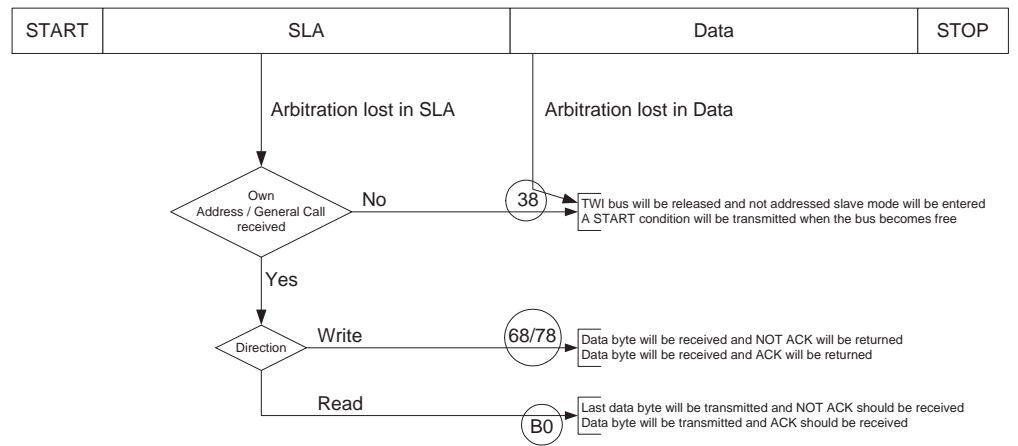 START SLA Data STOP
Arbitration lost in SLA Arbitration lost in Data
Own
Address / General Call
received
No
38
TWI bus will be released and not addressed slave mode will be entered
A START condition will be transmitted when the bus becomes free
Yes
Direction
Write
68/78
Data byte will be received and NOT ACK will be returned
Data byte will be received and ACK will be returned
Read
B0
Last data byte will be transmitted and NOT ACK should be received
Data byte will be transmitted and ACK should be received